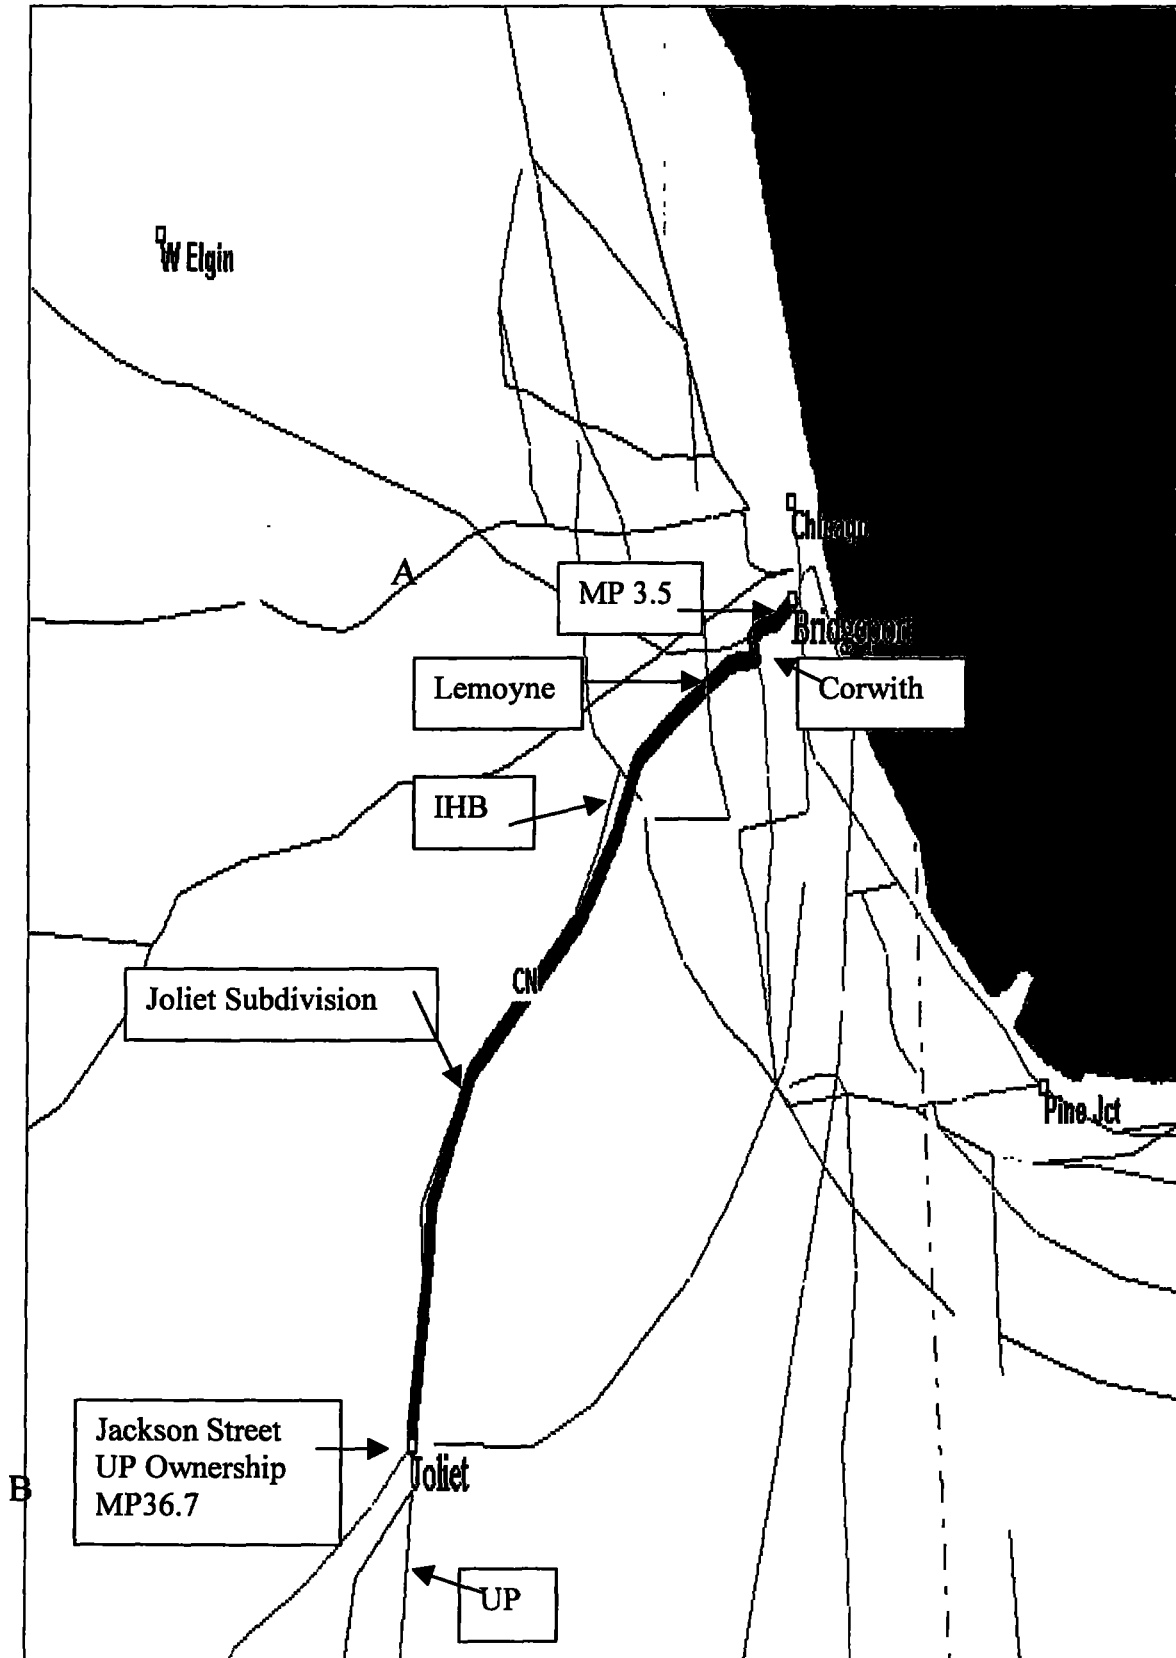 W Elgin
Chicago
A
MP 3.5
Bridgeport
Lemoyne
Corwith
IHB
CN
Joliet Subdivision
Pine Jct
Jackson Street
UP Ownership
MP36.7
Joliet
B
UP